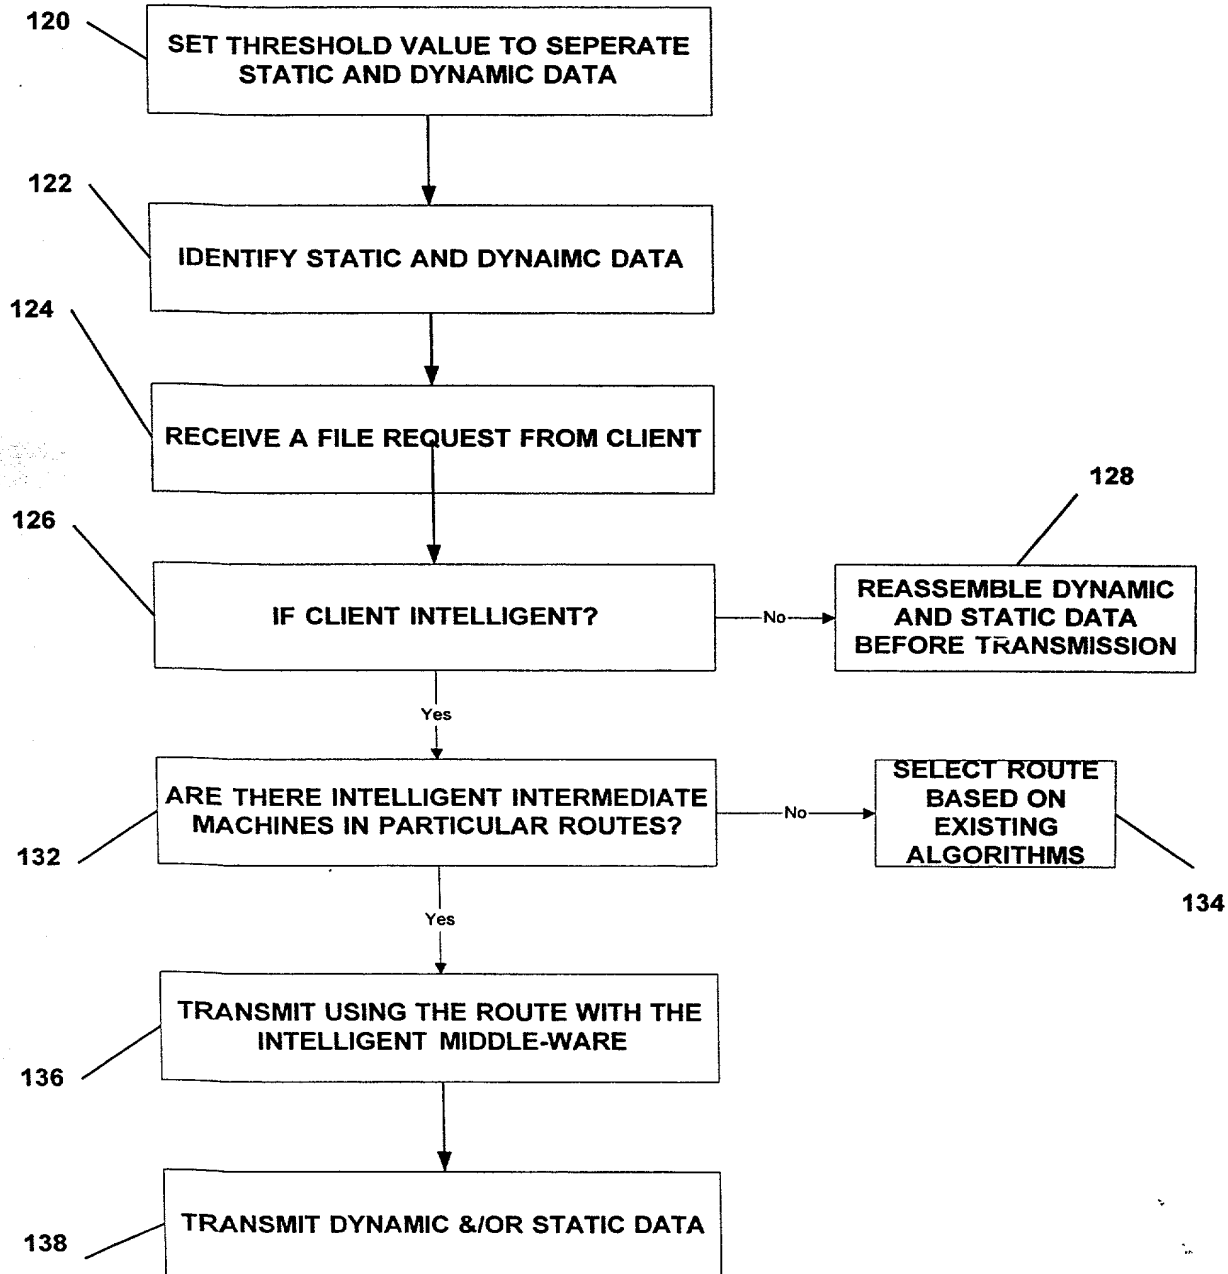 120
SET THRESHOLD VALUE TO SEPERATE
STATIC AND DYNAMIC DATA
122
IDENTIFY STATIC AND DYNAIMC DATA
124
RECEIVE A FILE REQUEST FROM CLIENT
126
IF CLIENT INTELLIGENT?
No
128
REASSEMBLE DYNAMIC
AND STATIC DATA
BEFORE TRANSMISSION
Yes
132
ARE THERE INTELLIGENT INTERMEDIATE
MACHINES IN PARTICULAR ROUTES?
No
SELECT ROUTE
BASED ON
EXISTING
ALGORITHMS
134
Yes
136
TRANSMIT USING THE ROUTE WITH THE
INTELLIGENT MIDDLE-WARE
138
TRANSMIT DYNAMIC &/OR STATIC DATA